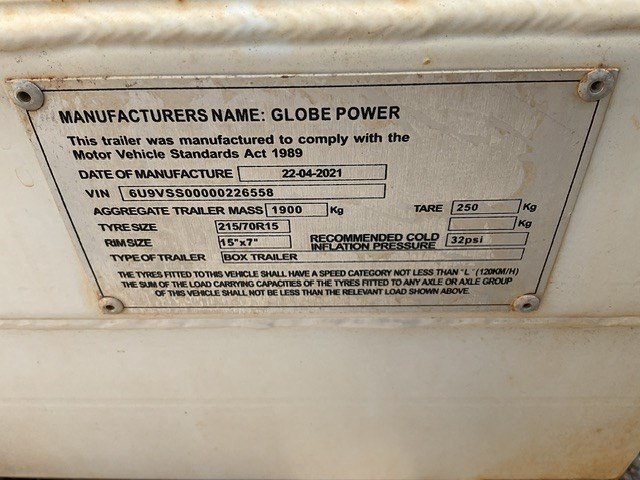 MANUFACTURERS NAME: GLOBE POWER
This trailer was manufactured to comply with the
Motor Vehicle Standards Act 1989
DATE OF MANUFACTURE 22-04-2021
VIN 6U9VSS00000226558
AGGREGATE TRAILER MASS 1900 Kg TARE 250 Kg
TYRE SIZE 215/70R15 Kg
RIM SIZE 15"x7" RECOMMENDED COLD INFLATION PRESSURE 32psi
TYPE OF TRAILER BOX TRAILER
THE TYRES FITTED TO THIS VEHICLE SHALL HAVE A SPEED CATEGORY NOT LESS THAN "L" (120KM/H)
THE SUM OF THE LOAD CARRYING CAPACITIES OF THE TYRES FITTED TO ANY AXLE OR AXLE GROUP
OF THIS VEHICLE SHALL NOT BE LESS THAN THE RELEVANT LOAD SHOWN ABOVE.